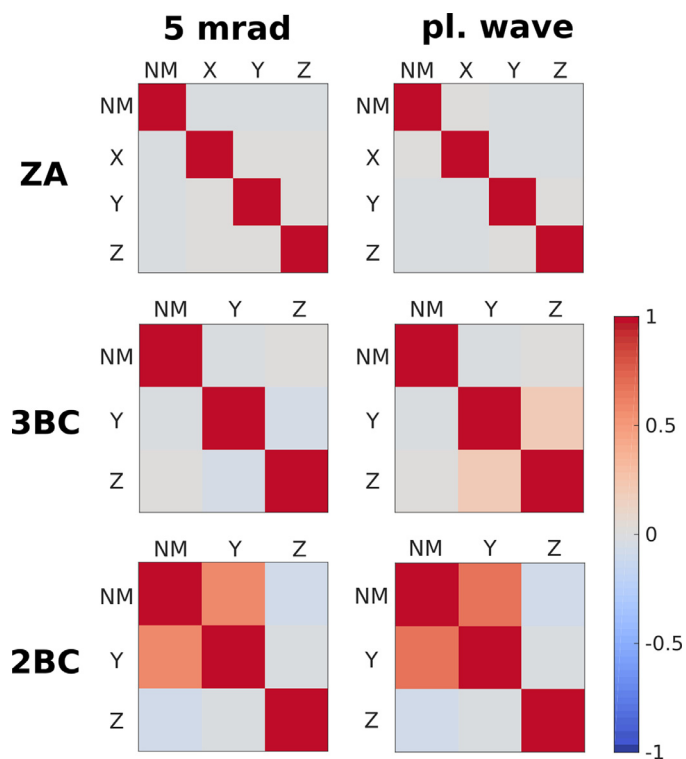 5 mrad pl. wave
NM X Y Z NM X Y Z
NM NM
X X
ZA
Y Y
Z Z
NM Y Z NM Y Z
1
NM NM
0.5
3BC Y Y
Z Z
0
NM Y Z NM Y Z
NM NM
-0.5
2BC Y Y
Z Z
-1